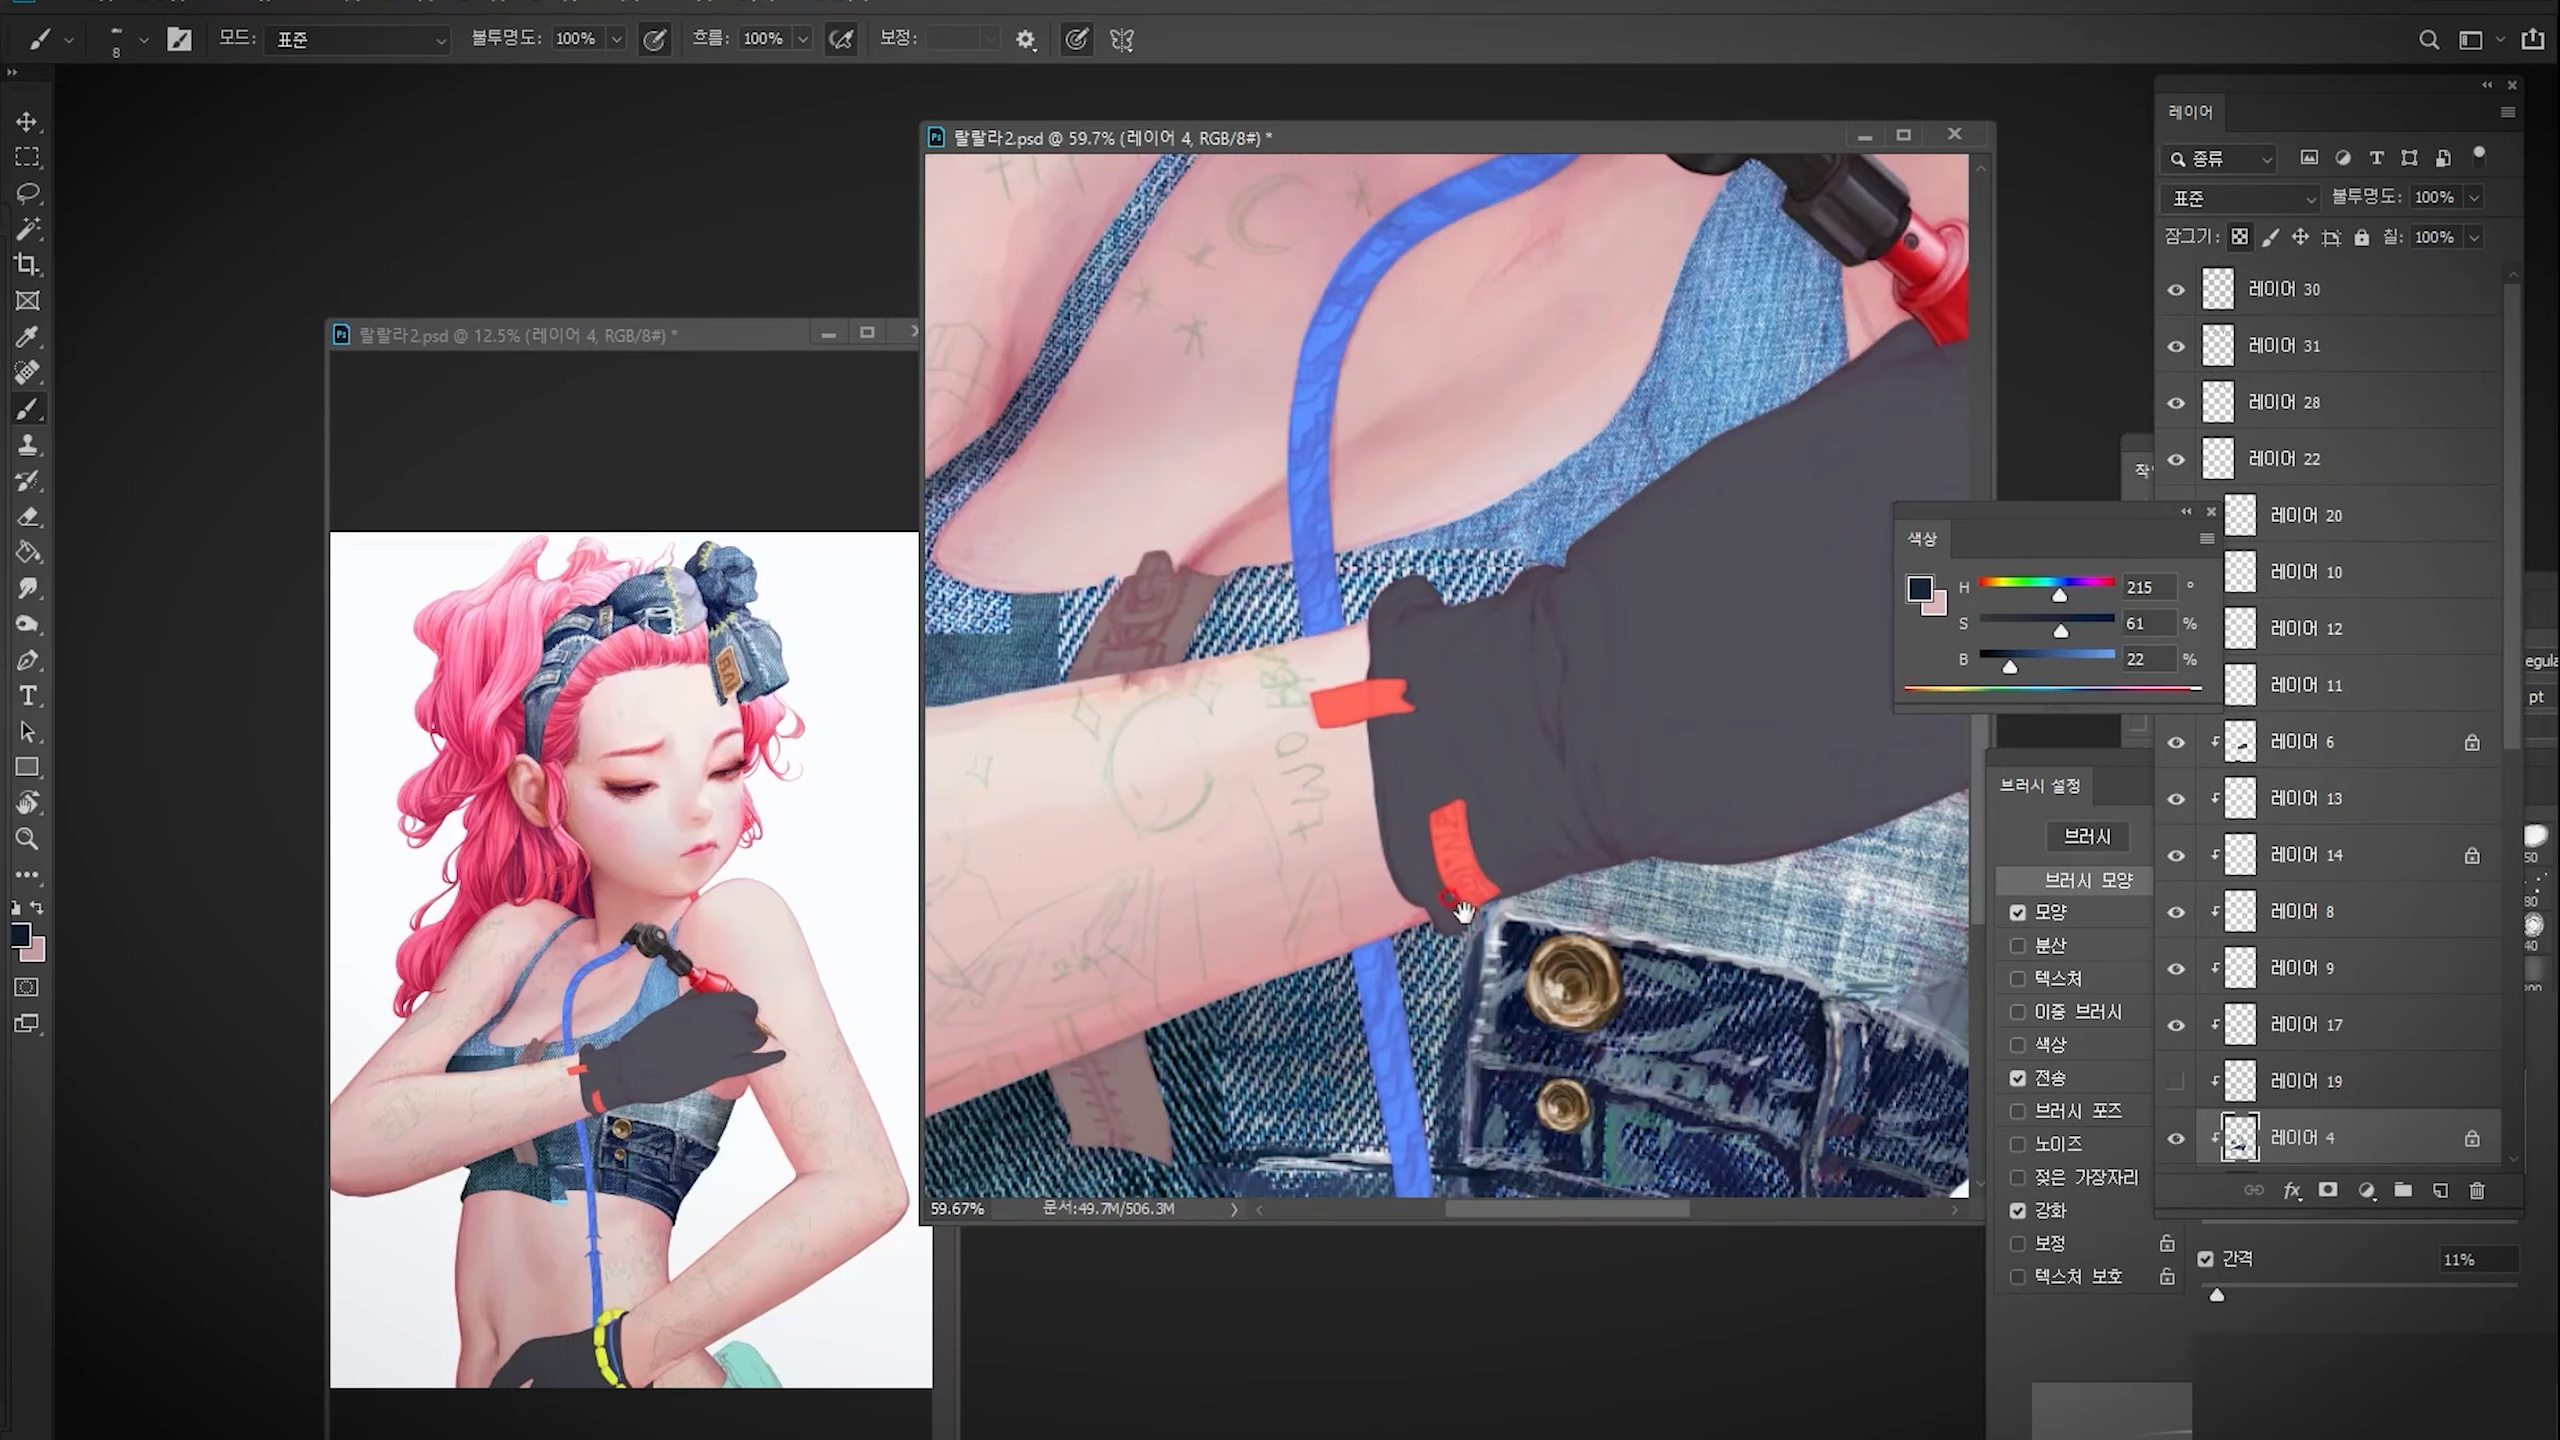 8
모드:
표준
불투명도:
100%
흐름:
100%
보정:
랄랄라2.psd @ 59.7% (레이어 4, RGB/8#) *
랄랄라2.psd @ 12.5% (레이어 4, RGB/8#) *
59.67%
문서:49.7M/506.3M
레이어
종류
표준
불투명도:
100%
잠그기:
칠:
100%
레이어 30
레이어 31
레이어 28
레이어 22
레이어 20
레이어 10
레이어 12
레이어 11
레이어 6
레이어 13
레이어 14
레이어 8
레이어 9
레이어 17
레이어 19
레이어 4
색상
H
215
°
S
61
%
B
22
%
브러시 설정
브러시
브러시 모양
모양
분산
텍스처
이중 브러시
색상
전송
브러시 포즈
노이즈
젖은 가장자리
강화
보정
텍스처 보호
간격
11%
pt
50
80
40
TWO